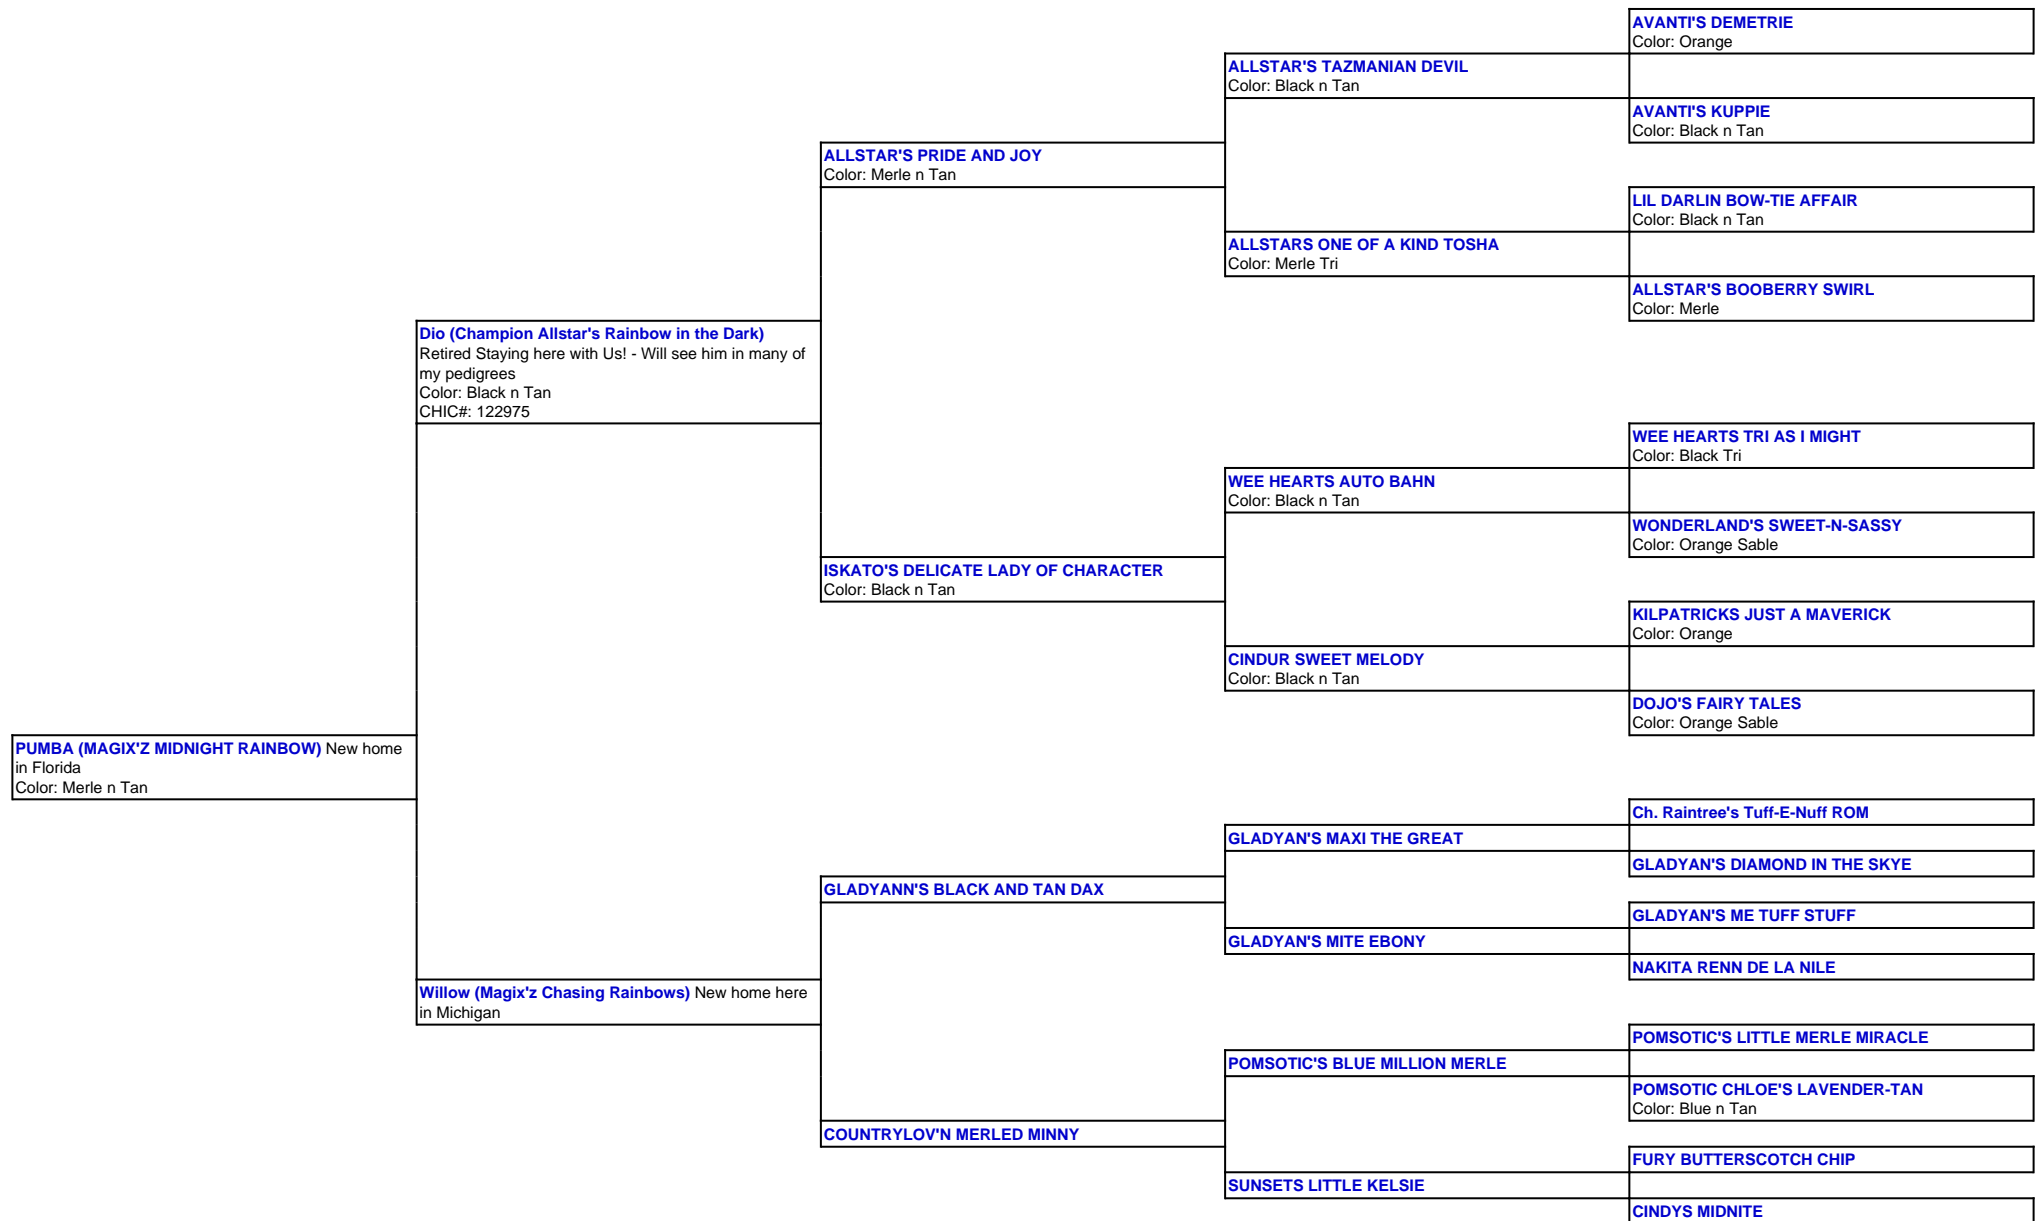 AVANTI'S DEMETRIE
Color: Orange
ALLSTAR'S TAZMANIAN DEVIL
Color: Black n Tan
AVANTI'S KUPPIE
Color: Black n Tan
ALLSTAR'S PRIDE AND JOY
Color: Merle n Tan
LIL DARLIN BOW-TIE AFFAIR
Color: Black n Tan
ALLSTARS ONE OF A KIND TOSHA
Color: Merle Tri
ALLSTAR'S BOOBERRY SWIRL
Color: Merle
Dio (Champion Allstar's Rainbow in the Dark)
Retired Staying here with Us! - Will see him in many of
my pedigrees
Color: Black n Tan
CHIC#: 122975
WEE HEARTS TRI AS I MIGHT
Color: Black Tri
WEE HEARTS AUTO BAHN
Color: Black n Tan
WONDERLAND'S SWEET-N-SASSY
Color: Orange Sable
ISKATO'S DELICATE LADY OF CHARACTER
Color: Black n Tan
KILPATRICKS JUST A MAVERICK
Color: Orange
CINDUR SWEET MELODY
Color: Black n Tan
DOJO'S FAIRY TALES
Color: Orange Sable
PUMBA (MAGIX'Z MIDNIGHT RAINBOW) New home
in Florida
Color: Merle n Tan
Ch. Raintree's Tuff-E-Nuff ROM
GLADYAN'S MAXI THE GREAT
GLADYAN'S DIAMOND IN THE SKYE
GLADYANN'S BLACK AND TAN DAX
GLADYAN'S ME TUFF STUFF
GLADYAN'S MITE EBONY
NAKITA RENN DE LA NILE
Willow (Magix'z Chasing Rainbows) New home here
in Michigan
POMSOTIC'S LITTLE MERLE MIRACLE
POMSOTIC'S BLUE MILLION MERLE
POMSOTIC CHLOE'S LAVENDER-TAN
Color: Blue n Tan
COUNTRYLOV'N MERLED MINNY
FURY BUTTERSCOTCH CHIP
SUNSETS LITTLE KELSIE
CINDYS MIDNITE